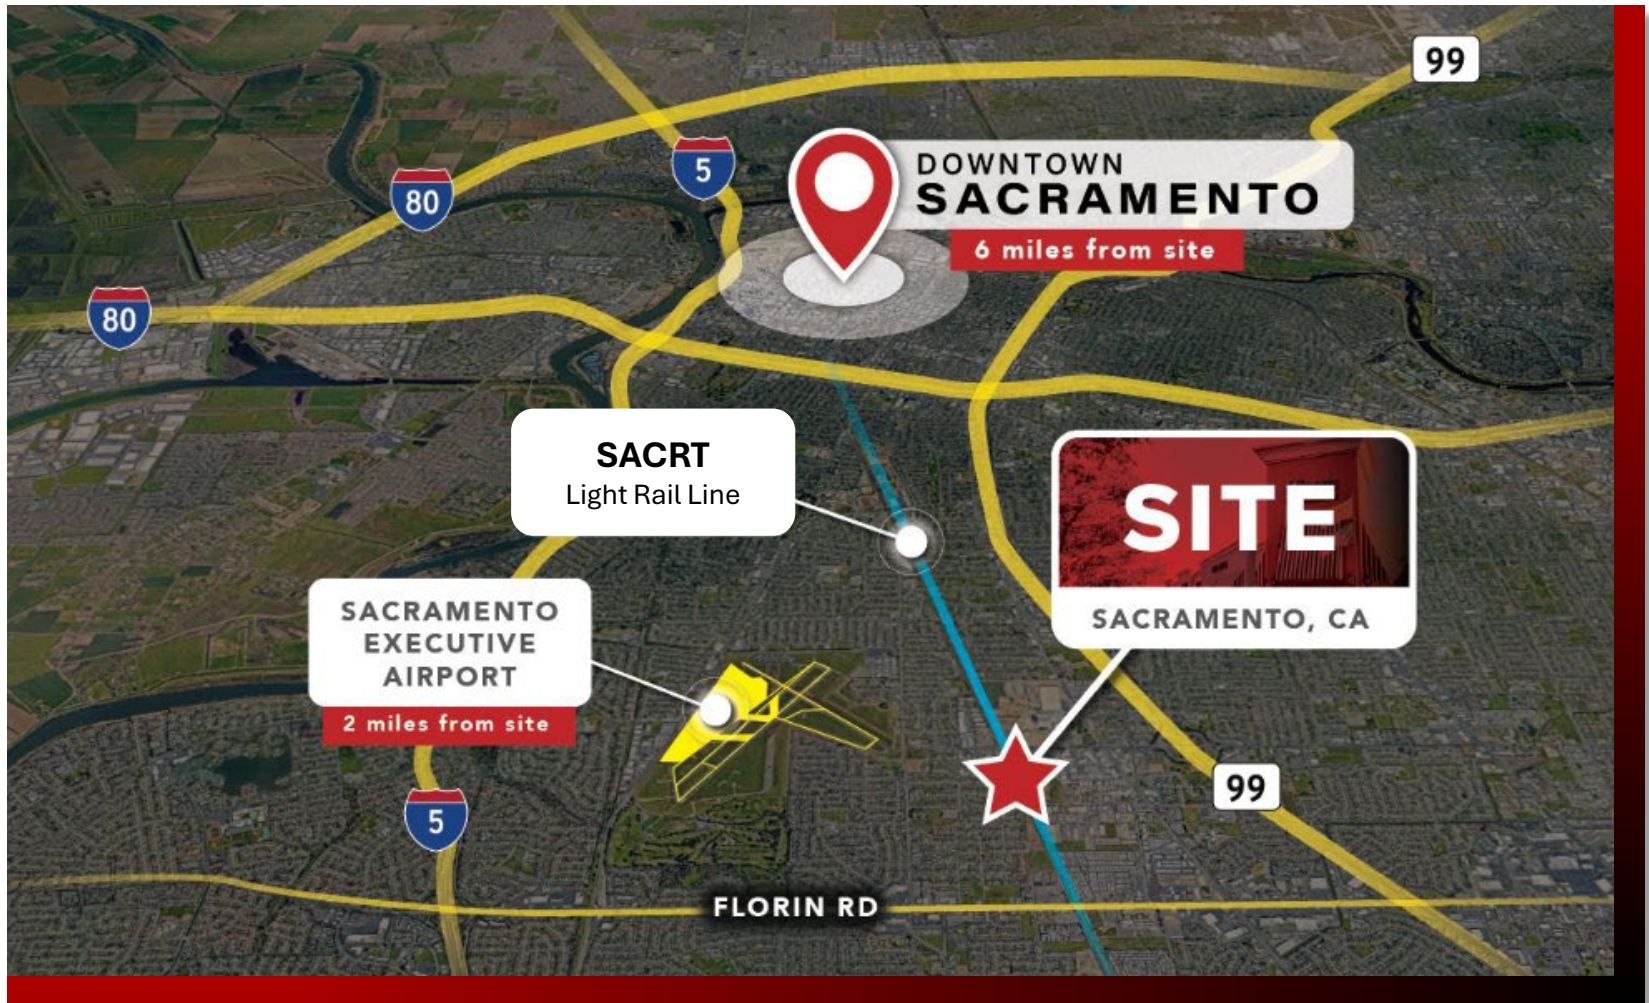 99
5
80
DOWNTOWN
SACRAMENTO
6 miles from site
80
SACRT
Light Rail Line
SITE
SACRAMENTO, CA
SACRAMENTO
EXECUTIVE
AIRPORT
2 miles from site
99
5
FLORIN RD